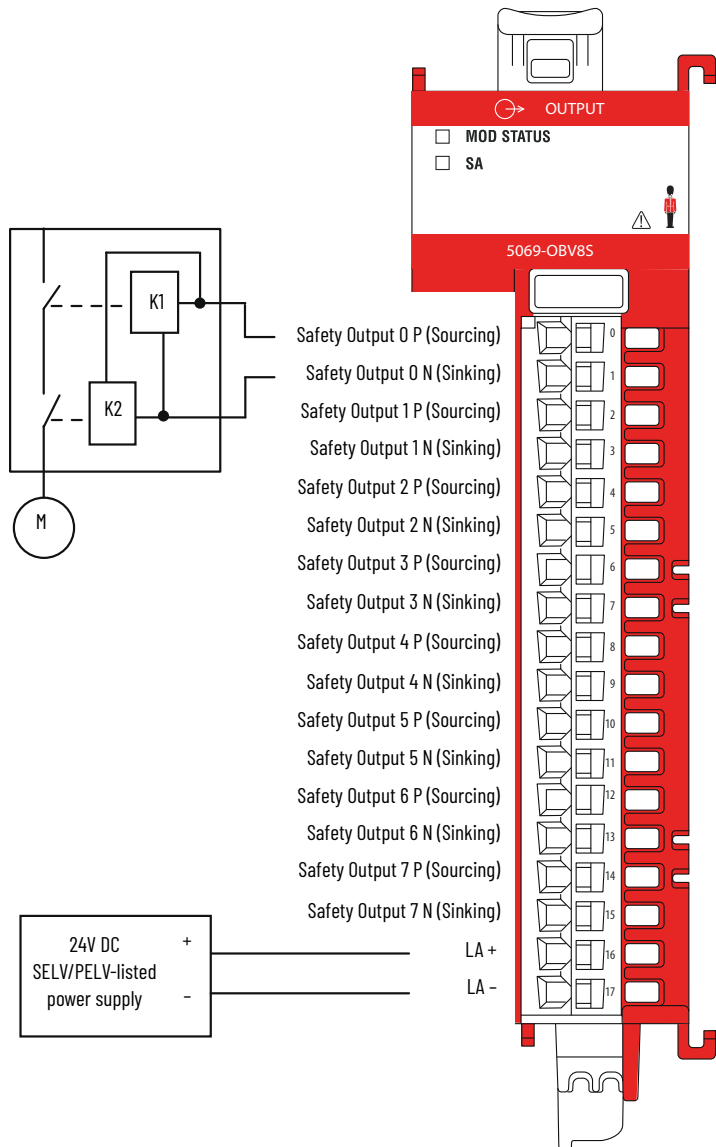 OUTPUT
MOD STATUS
SA
5069-OBV8S
K1
K2
M
Safety Output 0 P (Sourcing)
0
Safety Output 0 N (Sinking)
1
Safety Output 1 P (Sourcing)
2
Safety Output 1 N (Sinking)
3
Safety Output 2 P (Sourcing)
4
Safety Output 2 N (Sinking)
5
Safety Output 3 P (Sourcing)
6
Safety Output 3 N (Sinking)
7
Safety Output 4 P (Sourcing)
8
Safety Output 4 N (Sinking)
9
Safety Output 5 P (Sourcing)
10
Safety Output 5 N (Sinking)
11
Safety Output 6 P (Sourcing)
12
Safety Output 6 N (Sinking)
13
Safety Output 7 P (Sourcing)
14
Safety Output 7 N (Sinking)
15
24V DC
SELV/PELV-listed
power supply
+
–
LA +
16
LA –
17